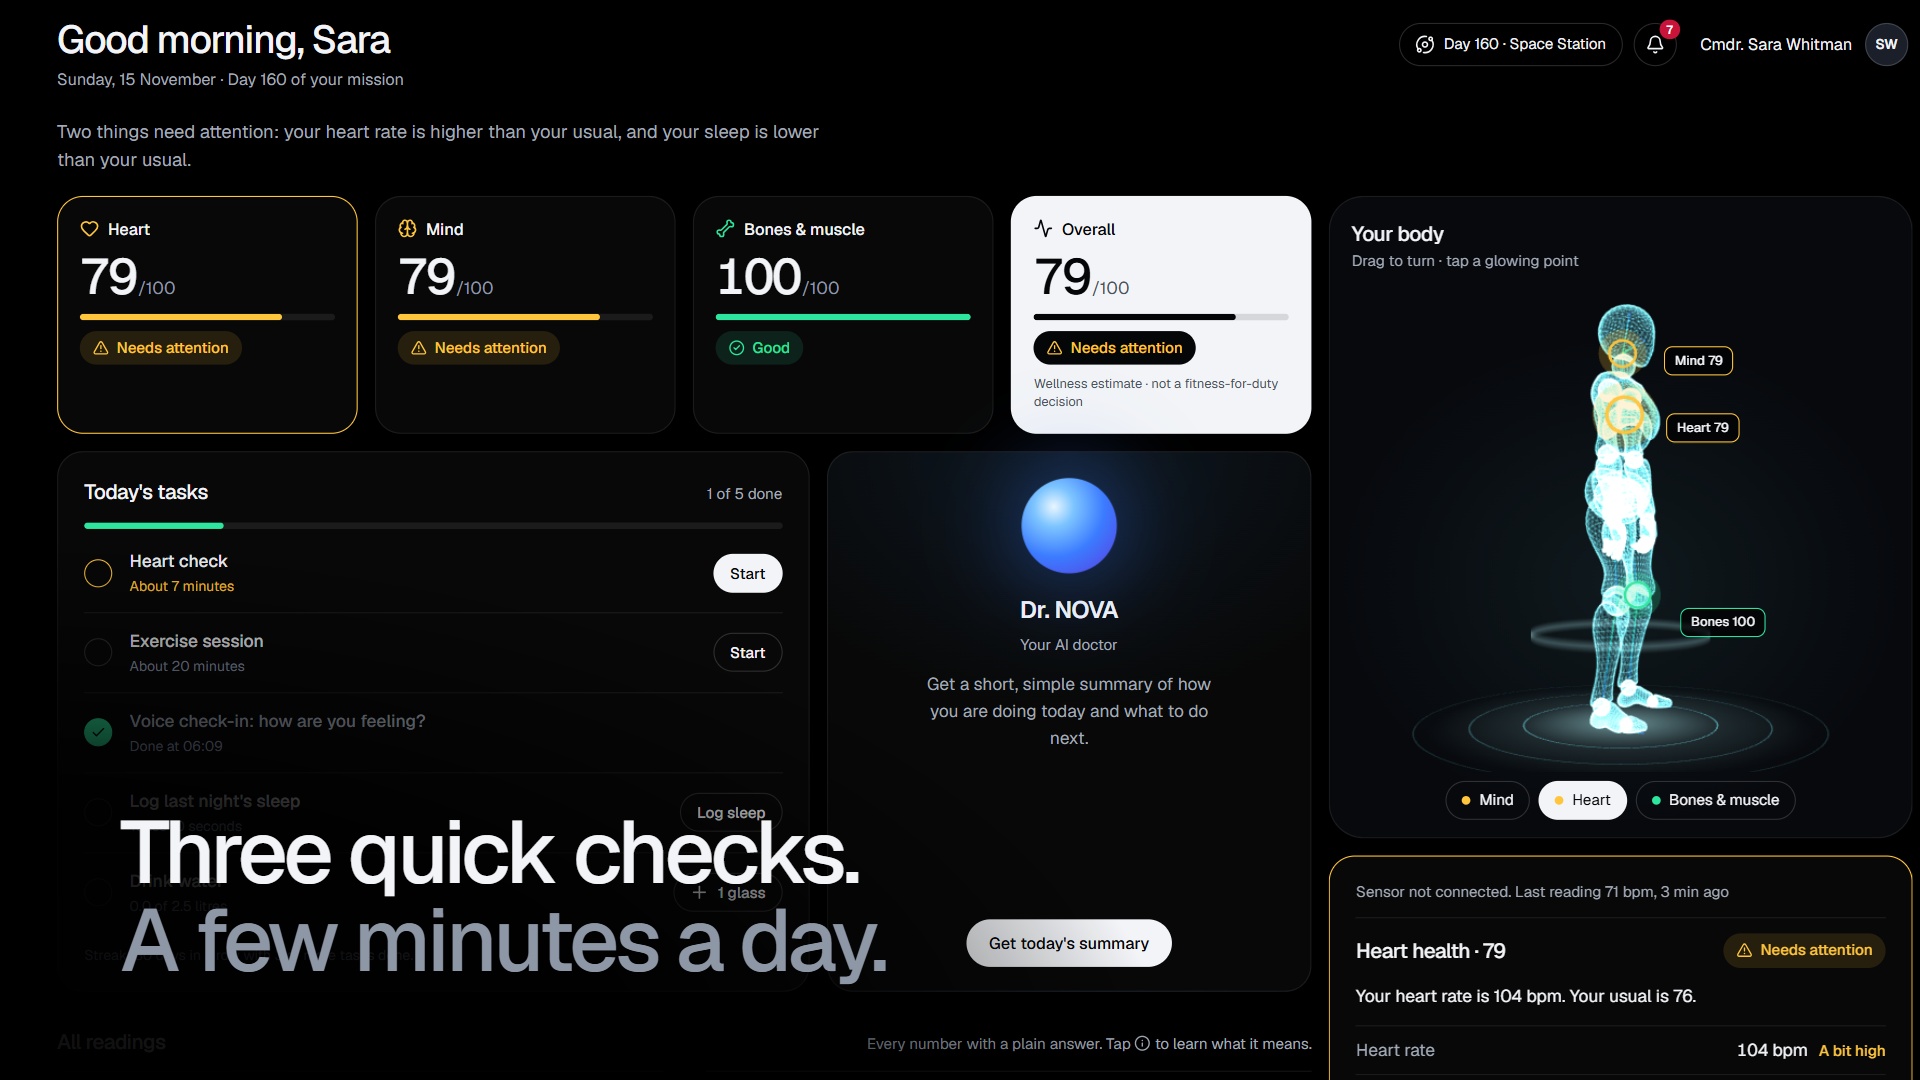 Good morning, Sara
Sunday, 15 November · Day 160 of your mission
Day 160 · Space Station
7
Cmdr. Sara Whitman
SW
Two things need attention: your heart rate is higher than your usual, and your sleep is lower
than your usual.
Heart
79/100
Needs attention
Mind
79/100
Needs attention
Bones & muscle
100/100
Good
Overall
79/100
Needs attention
Wellness estimate · not a fitness-for-duty
decision
Your body
Drag to turn · tap a glowing point
Mind 79
Heart 79
Bones 100
Mind
Heart
Bones & muscle
Today's tasks
1 of 5 done
Heart check
About 7 minutes
Start
Exercise session
About 20 minutes
Start
Voice check-in: how are you feeling?
Done at 06:09
Log last night's sleep
seconds
Log sleep
Drink water
of 2.5 litres
1 glass
Three quick checks.
A few minutes a day.
Dr. NOVA
Your AI doctor
Get a short, simple summary of how
you are doing today and what to do
next.
Get today's summary
All readings
Every number with a plain answer. Tap ⓘ to learn what it means.
Sensor not connected. Last reading 71 bpm, 3 min ago
Heart health · 79
Needs attention
Your heart rate is 104 bpm. Your usual is 76.
Heart rate
104 bpm A bit high